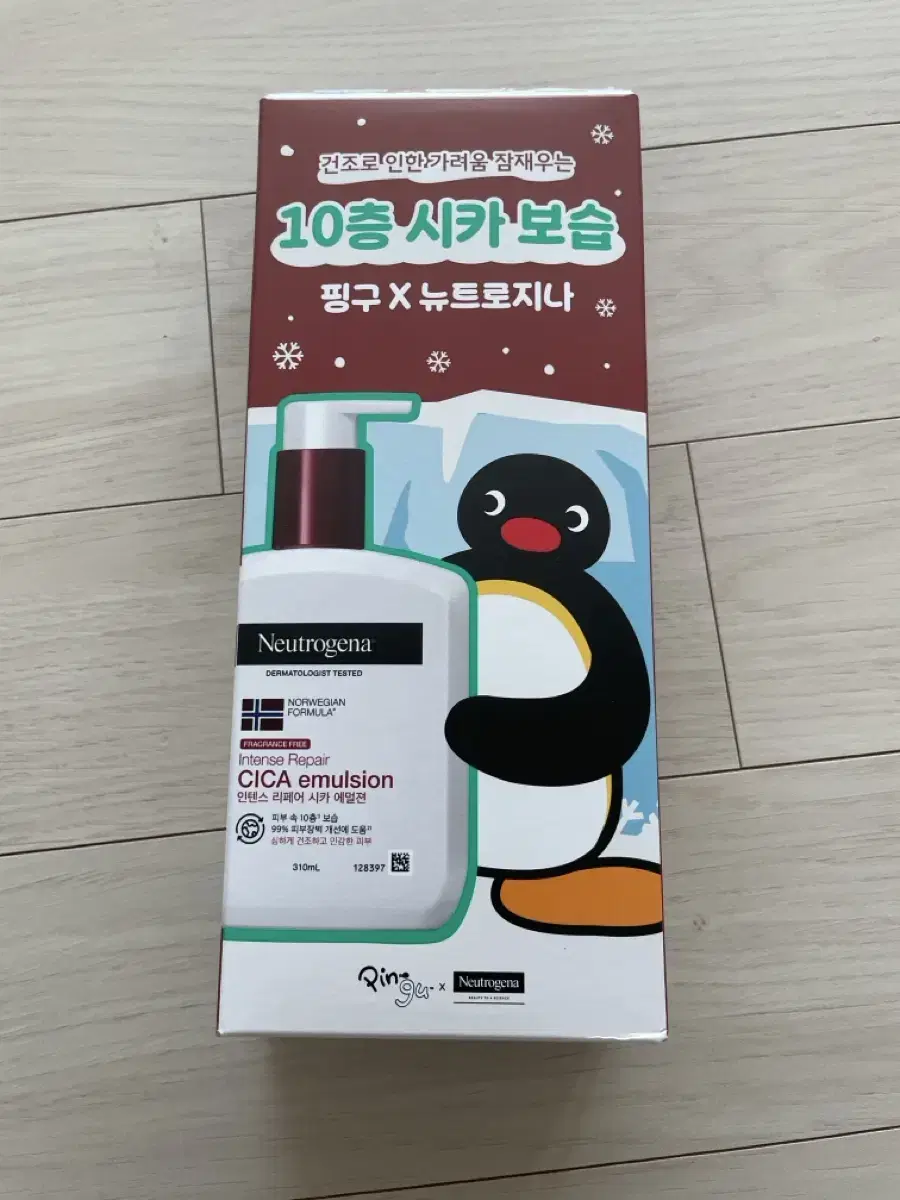 건조로 인한 가려움 잠재우는
10층 시카 보습
핑구 X 뉴트로지나
Neutrogena
DERMATOLOGIST TESTED
NORWEGIAN
FORMULA
FRAGRANCE FREE
Intense Repair
CICA emulsion
인텐스 리페어 시카 에멀젼
피부 속 10층¹⁾ 보습
99% 피부장벽 개선에 도움²⁾
심하게 건조하고 민감한 피부
310mL 128397
Pingu x Neutrogena